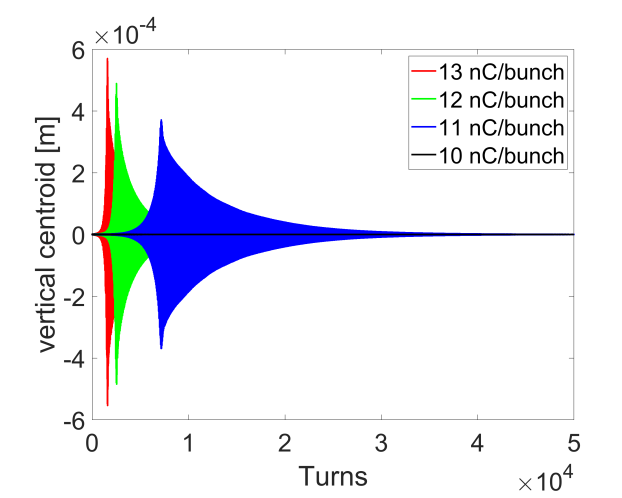 ×10⁻⁴
6
4
2
0
-2
-4
-6
vertical centroid [m]
13 nC/bunch
12 nC/bunch
11 nC/bunch
10 nC/bunch
0 1 2 3 4 5
Turns
×10⁴